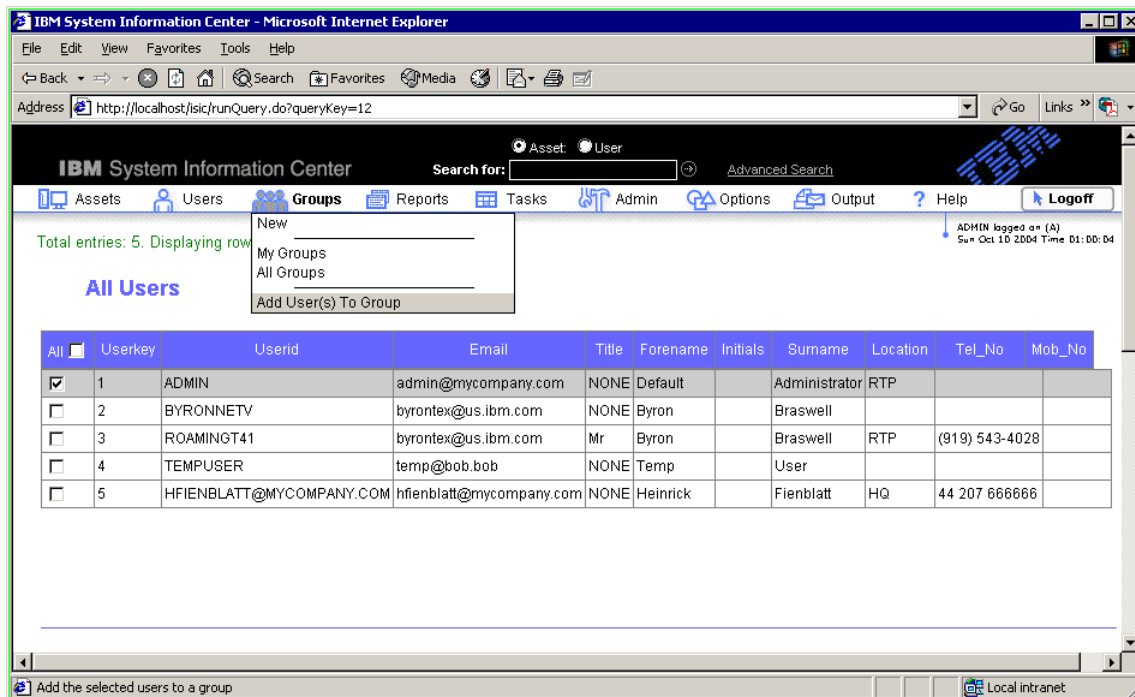 IBM System Information Center - Microsoft Internet Explorer
File Edit View Favorites Tools Help
Back Search Favorites Media
Address http://localhost/isic/runQuery.do?queryKey=12 Go Links »
Asset: User
IBM System Information Center Search for: Advanced Search IBM
Assets Users Groups Reports Tasks Admin Options Output ? Help Logoff
New
My Groups
All Groups
Add User(s) To Group
Total entries: 5. Displaying row
ADMIN logged on (A)
Sun Oct 10 2004 Time 01:00:04
All Users
All Userkey Userid Email Title Forename Initials Surname Location Tel_No Mob_No
1 ADMIN admin@mycompany.com NONE Default Administrator RTP
2 BYRONNETV byrontex@us.ibm.com NONE Byron Braswell
3 ROAMINGT41 byrontex@us.ibm.com Mr Byron Braswell RTP (919) 543-4028
4 TEMPUSER temp@bob.bob NONE Temp User
5 HFIENBLATT@MYCOMPANY.COM hfienblatt@mycompany.com NONE Heinrick Fienblatt HQ 44 207 666666
Add the selected users to a group Local intranet